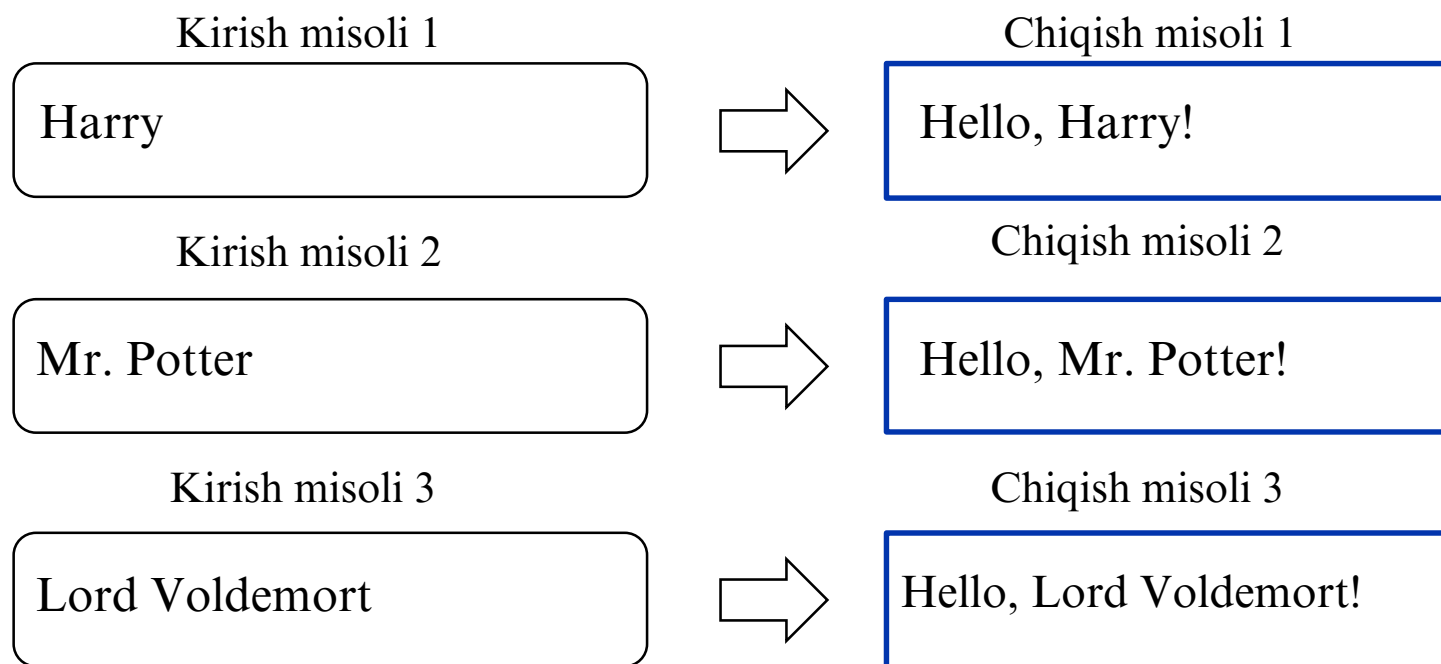 Kirish misoli 1
Chiqish misoli 1
Harry
Hello, Harry!
Kirish misoli 2
Chiqish misoli 2
Mr. Potter
Hello, Mr. Potter!
Kirish misoli 3
Chiqish misoli 3
Lord Voldemort
Hello, Lord Voldemort!